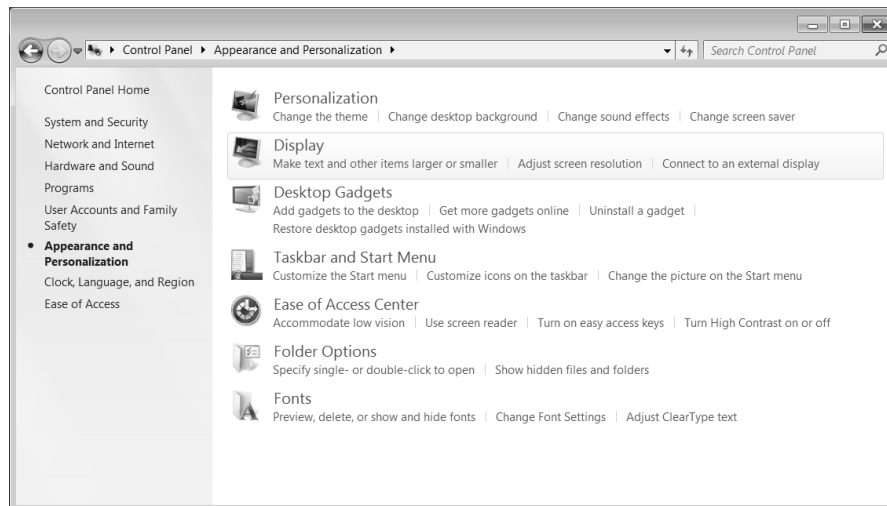 Control Panel Appearance and Personalization Search Control Panel
Control Panel Home
System and Security
Network and Internet
Hardware and Sound
Programs
User Accounts and Family
Safety
Appearance and
Personalization
Clock, Language, and Region
Ease of Access
Personalization
Change the theme Change desktop background Change sound effects Change screen saver
Display
Make text and other items larger or smaller Adjust screen resolution Connect to an external display
Desktop Gadgets
Add gadgets to the desktop Get more gadgets online Uninstall a gadget
Restore desktop gadgets installed with Windows
Taskbar and Start Menu
Customize the Start menu Customize icons on the taskbar Change the picture on the Start menu
Ease of Access Center
Accommodate low vision Use screen reader Turn on easy access keys Turn High Contrast on or off
Folder Options
Specify single- or double-click to open Show hidden files and folders
Fonts
Preview, delete, or show and hide fonts Change Font Settings Adjust ClearType text